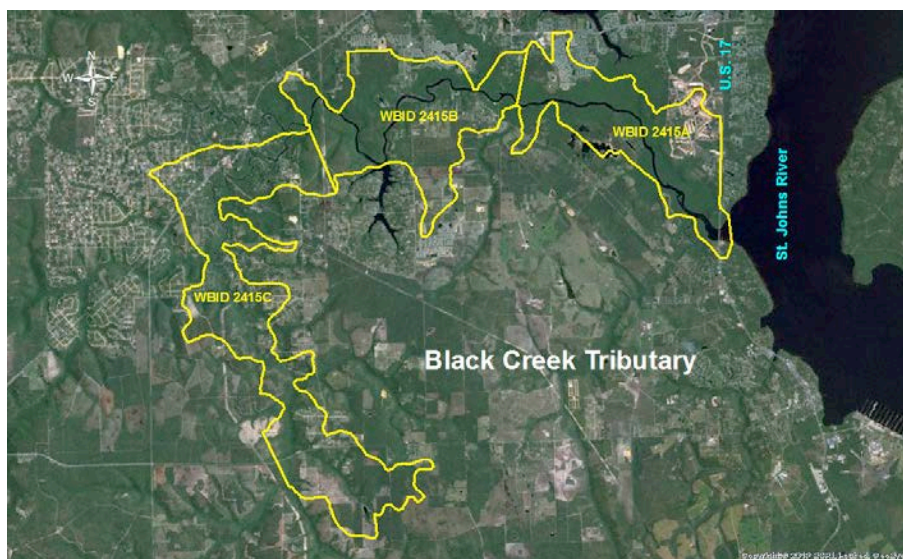 N
W E
S
WBID 2415B
WBID 2415A
U.S. 17
St. Johns River
WBID 2415C
Black Creek Tributary